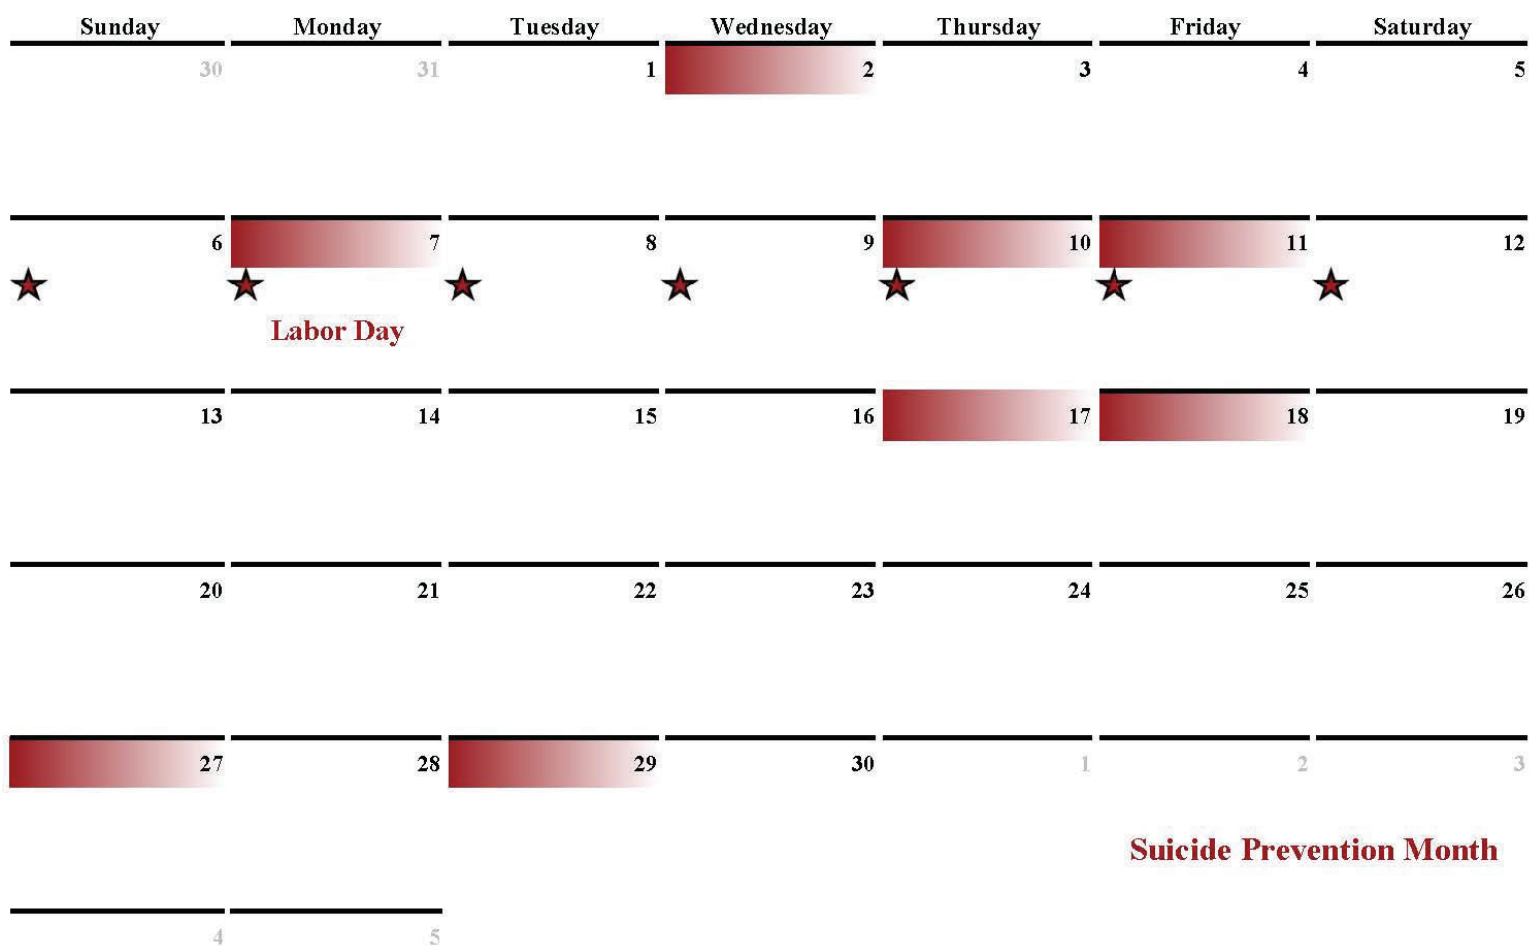 Sunday Monday Tuesday Wednesday Thursday Friday Saturday
30 31 1 2 3 4 5
6 7 8 9 10 11 12
Labor Day
13 14 15 16 17 18 19
20 21 22 23 24 25 26
27 28 29 30 1 2 3
Suicide Prevention Month
4 5